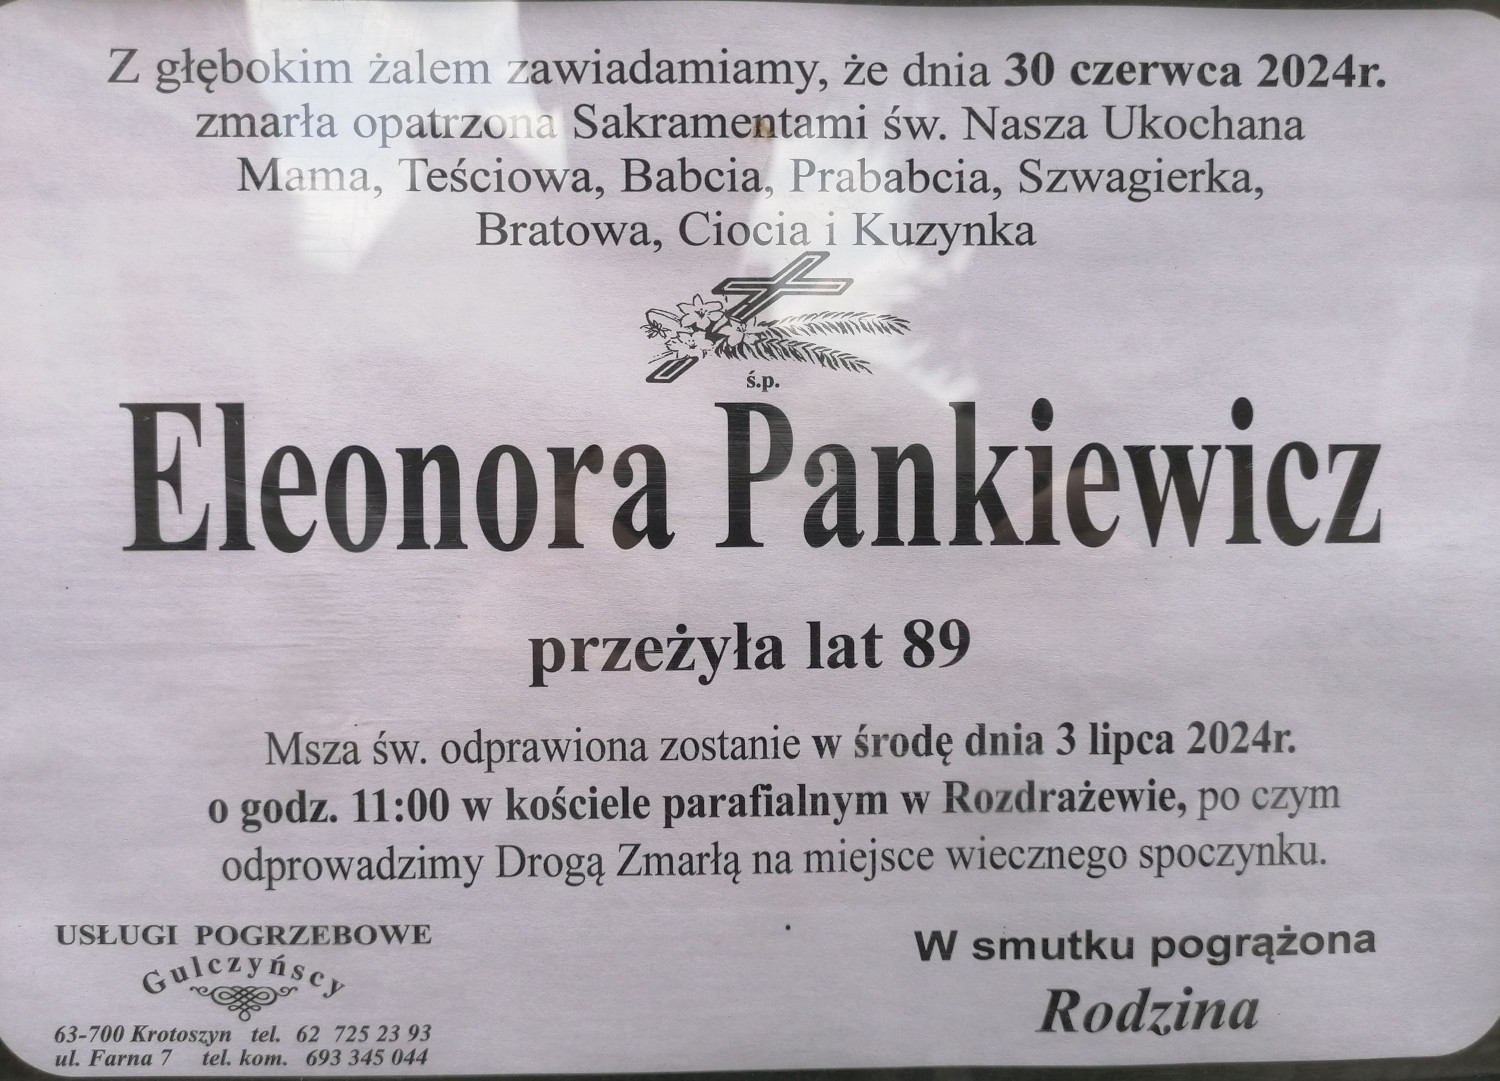 Z głębokim żalem zawiadamiamy, że dnia 30 czerwca 2024r.
zmarła opatrzona Sakramentami św. Nasza Ukochana
Mama, Teściowa, Babcia, Prababcia, Szwagierka,
Bratowa, Ciocia i Kuzynka
ś.p.
Eleonora Pankiewicz
przeżyła lat 89
Msza św. odprawiona zostanie w środę dnia 3 lipca 2024r.
o godz. 11:00 w kościele parafialnym w Rozdrażewie, po czym
odprowadzimy Drogą Zmarłą na miejsce wiecznego spoczynku.
USŁUGI POGRZEBOWE
Gulczyńscy
63-700 Krotoszyn tel. 62 725 23 93
ul. Farna 7 tel. kom. 693 345 044
W smutku pogrążona
Rodzina